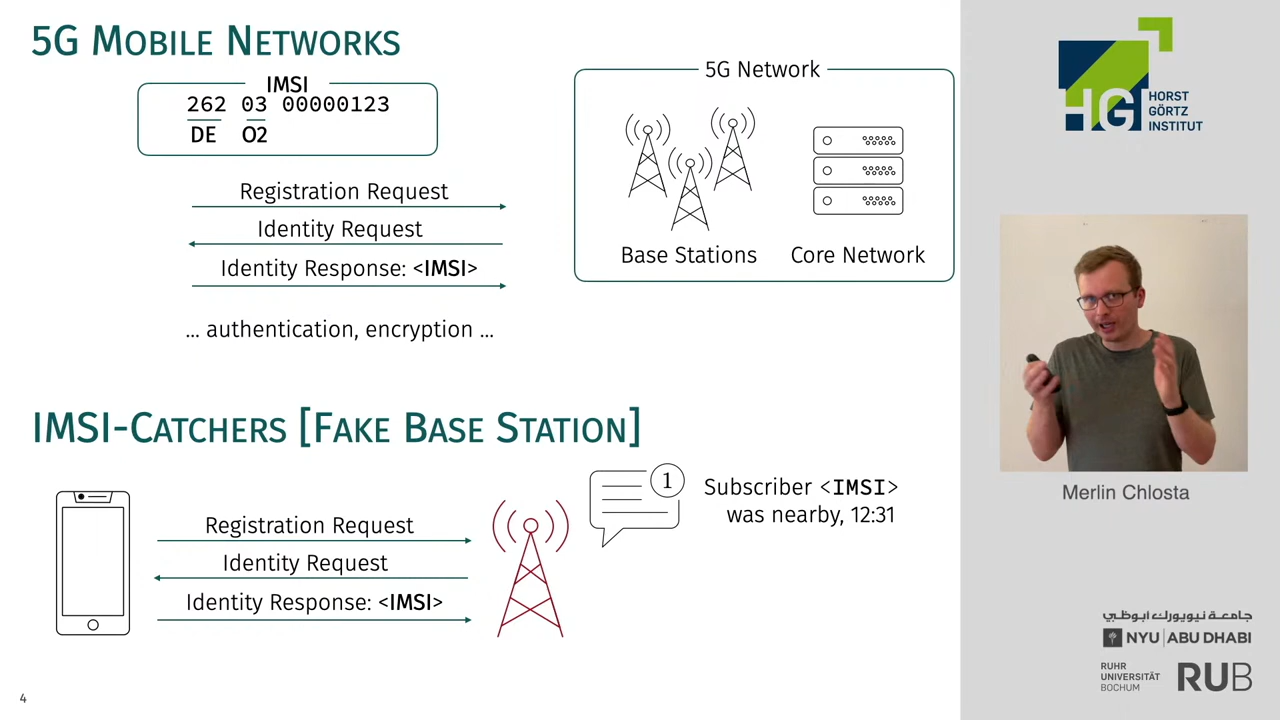 5G MOBILE NETWORKS
IMSI
262 03 00000123
DE O2
Registration Request
Identity Request
Identity Response: <IMSI>
... authentication, encryption ...
5G Network
Base Stations
Core Network
IMSI-CATCHERS [FAKE BASE STATION]
Registration Request
Identity Request
Identity Response: <IMSI>
1
Subscriber <IMSI>
was nearby, 12:31
4
HGI
HORST
GÖRTZ
INSTITUT
Merlin Chlosta
جامعـة نيويورك أبوظبي
NYU ABU DHABI
RUHR
UNIVERSITÄT
BOCHUM
RUB